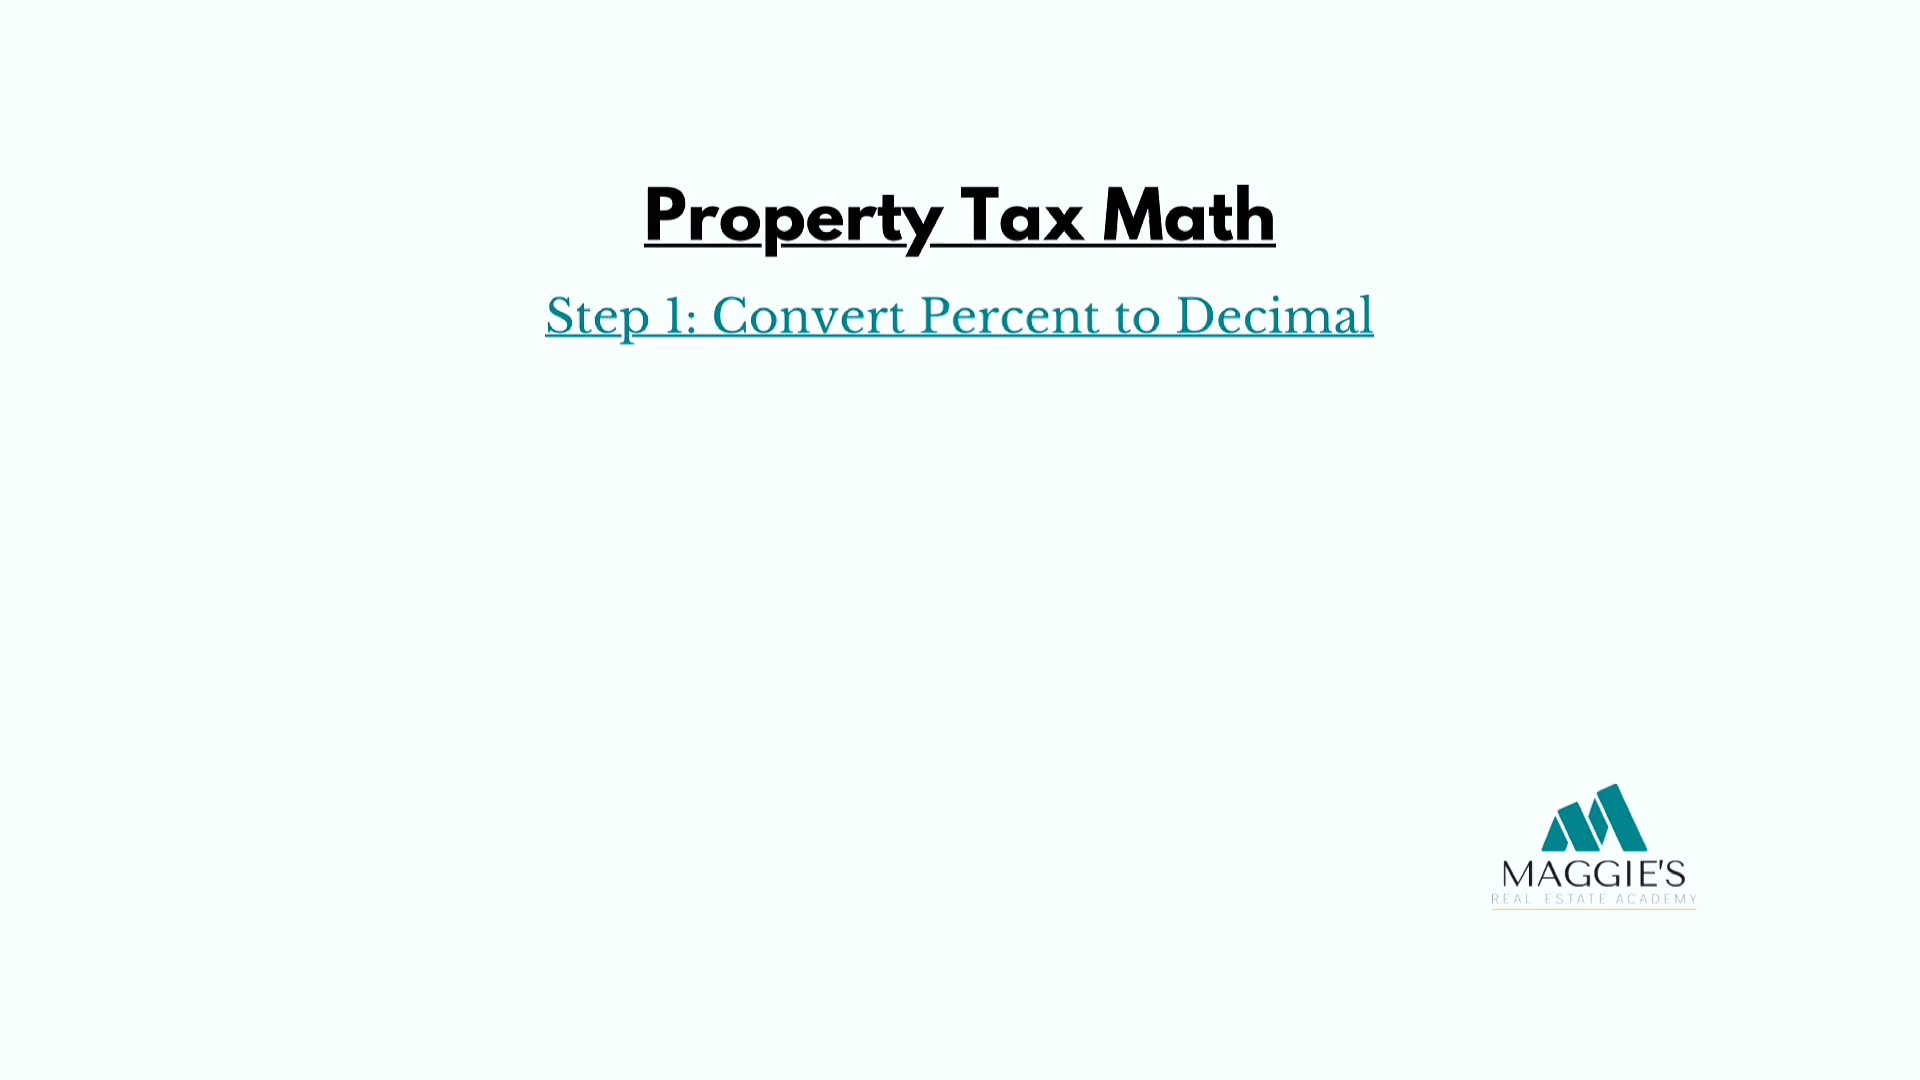 Property Tax Math
Step 1: Convert Percent to Decimal
MAGGIE'S
REAL ESTATE ACADEMY